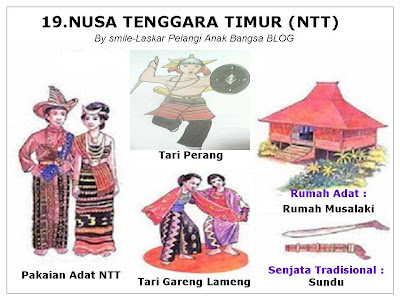 19.NUSA TENGGARA TIMUR (NTT)
By smile-Laskar Pelangi Anak Bangsa BLOG
Tari Perang
Rumah Adat :
Rumah Musalaki
Pakaian Adat NTT
Tari Gareng Lameng
Senjata Tradisional :
Sundu